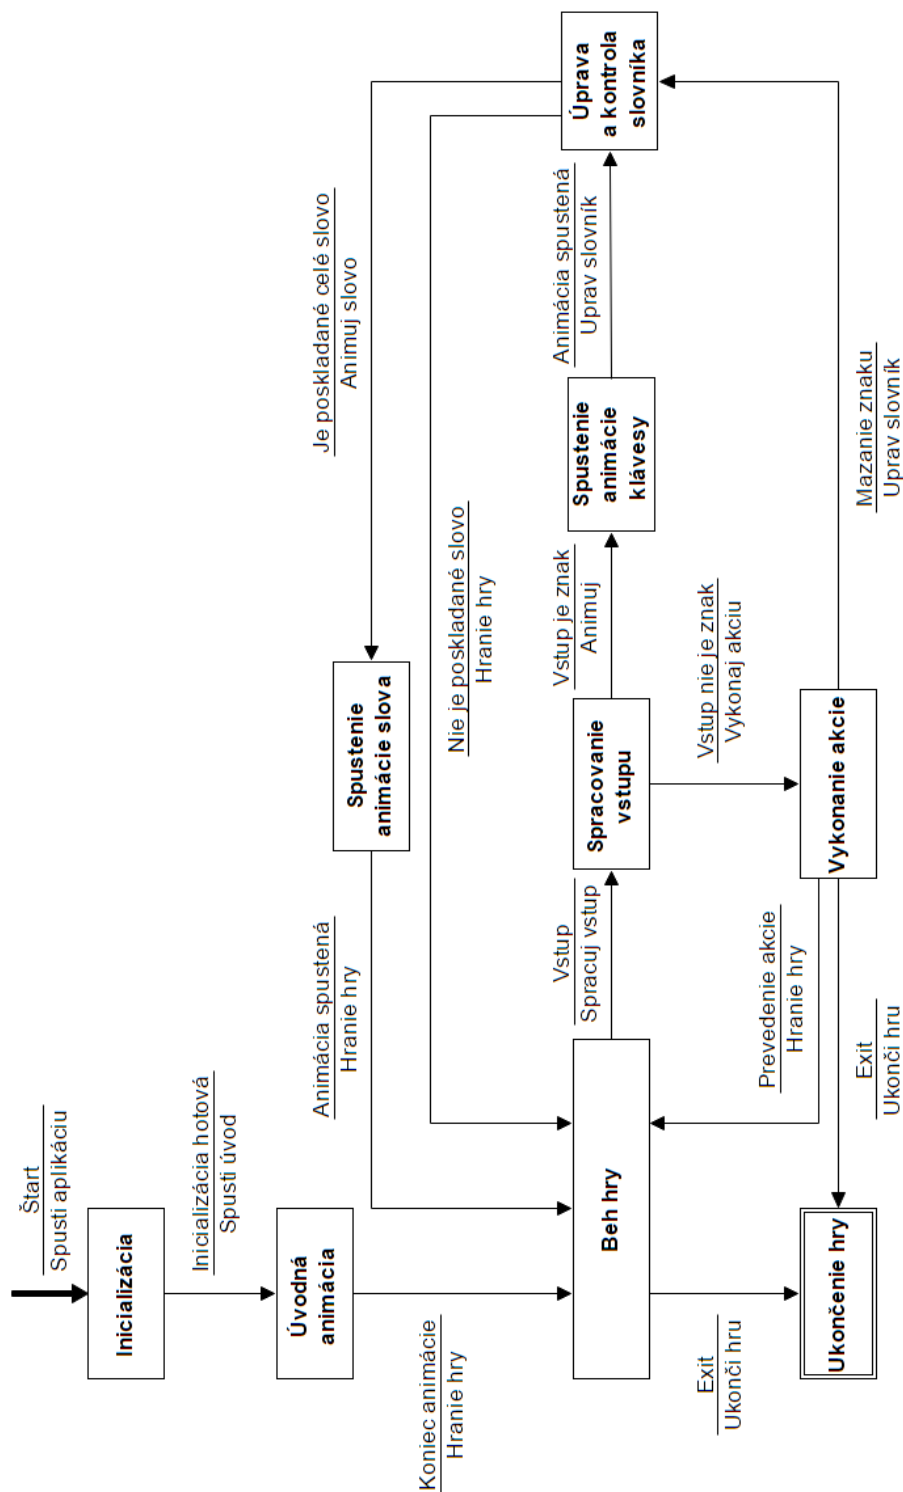 Štart
Spusti aplikáciu
Inicializácia
Inicializácia hotová
Spusti úvod
Úvodná
animácia
Koniec animácie
Hranie hry
Animácia spustená
Hranie hry
Spustenie
animácie slova
Je poskladané celé slovo
Animuj slovo
Nie je poskladané slovo
Hranie hry
Beh hry
Vstup
Spracuj vstup
Spracovanie
vstupu
Vstup je znak
Animuj
Spustenie
animácie
klávesy
Animácia spustená
Uprav slovník
Úprava
a kontrola
slovníka
Vstup nie je znak
Vykonaj akciu
Exit
Ukonči hru
Prevedenie akcie
Hranie hry
Vykonanie akcie
Mazanie znaku
Uprav slovník
Exit
Ukonči hru
Ukončenie hry